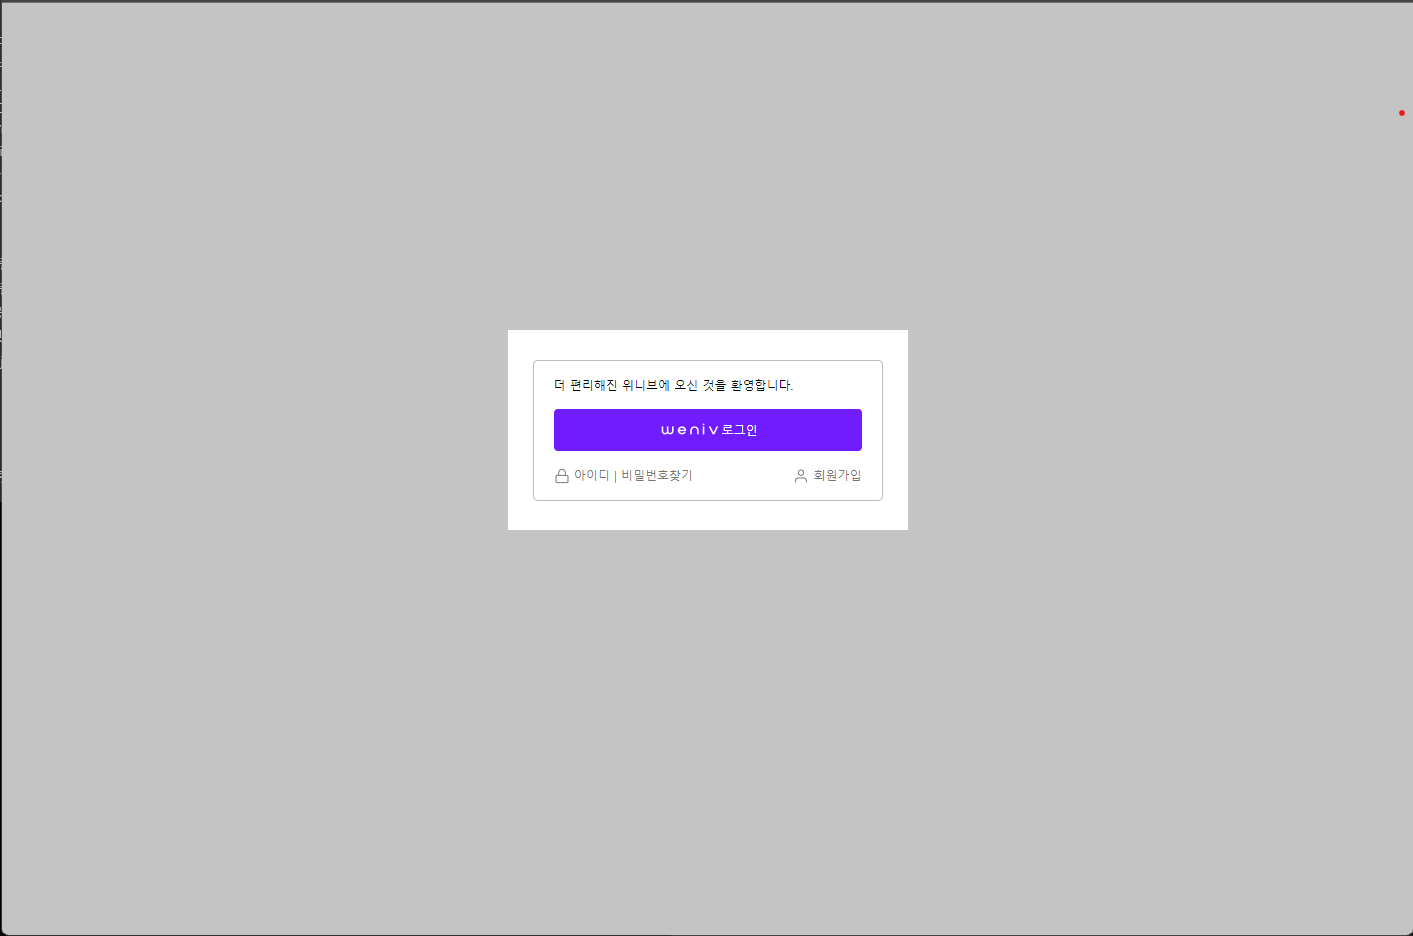 더 편리해진 위니브에 오신 것을 환영합니다.
weniv 로그인
아이디 | 비밀번호찾기
회원가입